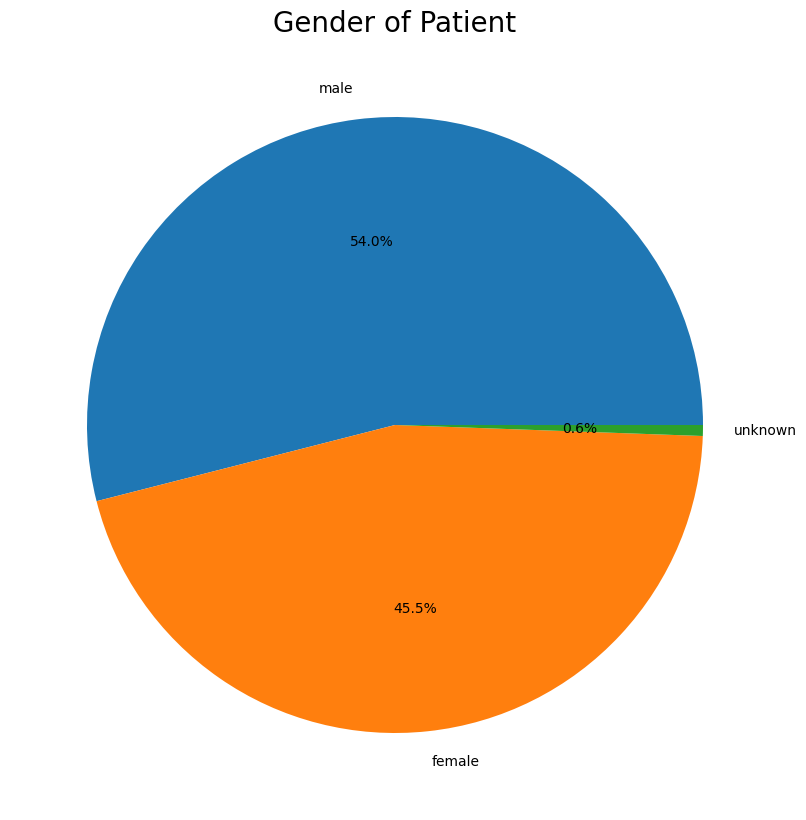 Gender of Patient
male
54.0%
0.6%
unknown
45.5%
female